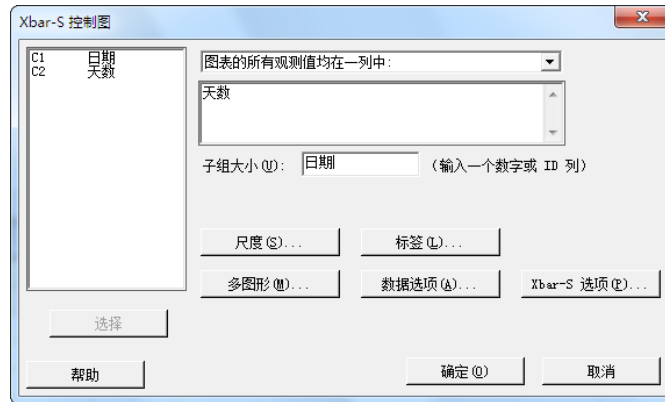 Xbar-S 控制图
C1 日期
C2 天数
图表的所有观测值均在一列中:
天数
子组大小(U): 日期 (输入一个数字或 ID 列)
尺度(S)... 标签(L)...
多图形(M)... 数据选项(A)... Xbar-S 选项(P)...
选择
帮助 确定(O) 取消